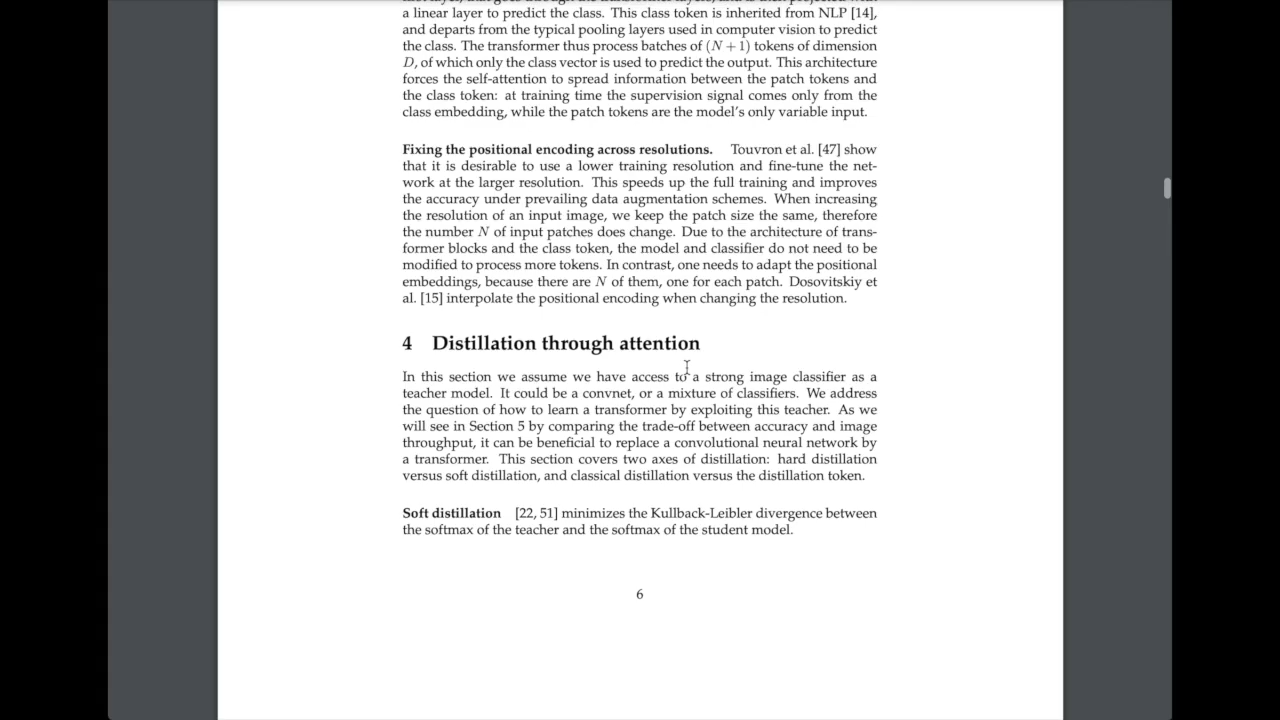 a linear layer to predict the class. This class token is inherited from NLP [14],
and departs from the typical pooling layers used in computer vision to predict
the class. The transformer thus process batches of (N + 1) tokens of dimension
D, of which only the class vector is used to predict the output. This architecture
forces the self-attention to spread information between the patch tokens and
the class token: at training time the supervision signal comes only from the
class embedding, while the patch tokens are the model's only variable input.
Fixing the positional encoding across resolutions. Touvron et al. [47] show
that it is desirable to use a lower training resolution and fine-tune the net-
work at the larger resolution. This speeds up the full training and improves
the accuracy under prevailing data augmentation schemes. When increasing
the resolution of an input image, we keep the patch size the same, therefore
the number N of input patches does change. Due to the architecture of trans-
former blocks and the class token, the model and classifier do not need to be
modified to process more tokens. In contrast, one needs to adapt the positional
embeddings, because there are N of them, one for each patch. Dosovitskiy et
al. [15] interpolate the positional encoding when changing the resolution.
4 Distillation through attention
In this section we assume we have access to a strong image classifier as a
teacher model. It could be a convnet, or a mixture of classifiers. We address
the question of how to learn a transformer by exploiting this teacher. As we
will see in Section 5 by comparing the trade-off between accuracy and image
throughput, it can be beneficial to replace a convolutional neural network by
a transformer. This section covers two axes of distillation: hard distillation
versus soft distillation, and classical distillation versus the distillation token.
Soft distillation [22, 51] minimizes the Kullback-Leibler divergence between
the softmax of the teacher and the softmax of the student model.
6